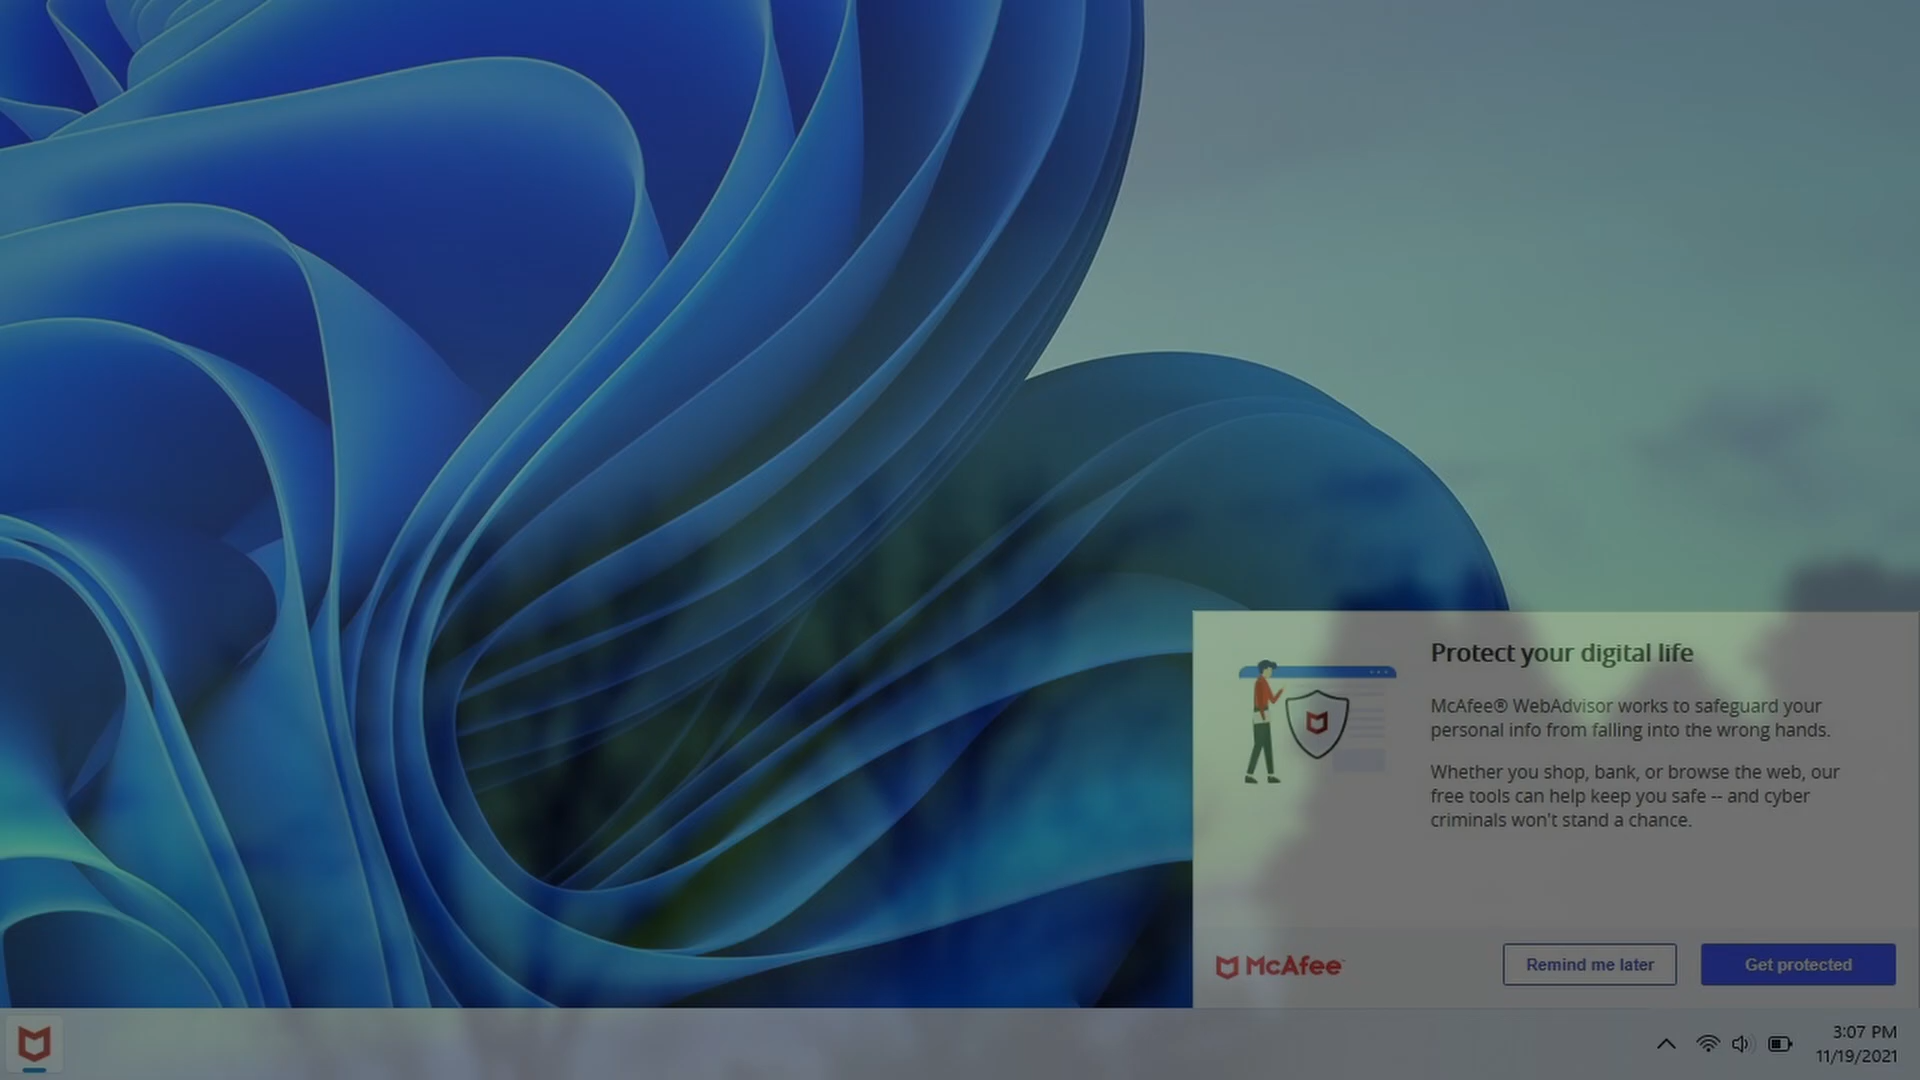 Protect your digital life
McAfee® WebAdvisor works to safeguard your
personal info from falling into the wrong hands.
Whether you shop, bank, or browse the web, our
free tools can help keep you safe -- and cyber
criminals won't stand a chance.
McAfee™
Remind me later
Get protected
3:07 PM
11/19/2021